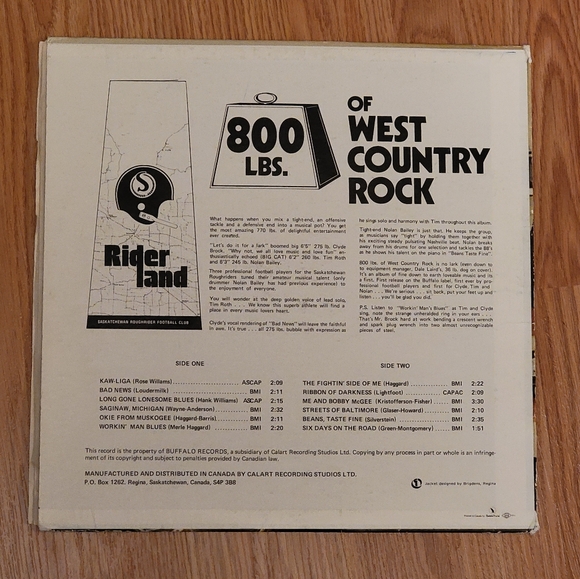 S
Rider
land
SASKATCHEWAN ROUGHRIDER FOOTBALL CLUB
800
LBS.
OF
WEST
COUNTRY
ROCK
What happens when you mix a tight-end, an offensive
tackle and a defensive end into a musical pot? You get
the most amazing 770 lbs. of delightful entertainment
ever created.
"Let's do it for a lark" boomed big 6'5" 275 lb. Clyde
Brock. "Why not, we all love music and love fun" en-
thusiastically echoed (BIG CAT) 6'2" 260 lbs. Tim Roth
and 6'3" 245 lb. Nolan Bailey.
Three professional football players for the Saskatchewan
Roughriders tuned their amateur musical talent (only
drummer Nolan Bailey has had previous experience) to
the enjoyment of everyone.
You will wonder at the deep golden voice of lead solo,
Tim Roth . . . We know this superb athlete will find a
place in every music lovers heart.
Clyde's vocal rendering of "Bad News" will leave the faithful
in awe. It's true . . . all 275 lbs. bubble with expression as
he sings solo and harmony with Tim throughout this album.
Tight-end Nolan Bailey is just that. He keeps the group,
as musicians say "tight" by holding them together with
his exciting steady pulsating Nashville beat. Nolan breaks
away from his drums for one selection and tackles the BB's
as he shows his talent on the piano in "Beans Taste Fine".
800 lbs. of West Country Rock is no lark (even down to
to equipment manager, Dale Laird's, 36 lb. dog on cover).
It's an album of fine down to earth loveable music and its
a first. First release on the Buffalo label, first ever by pro-
fessional football players and first for Clyde, Tim and
Nolan . . . We're serious . . . sit back, put your feet up and
listen . . . you'll be glad you did.
P.S. Listen to "Workin' Man's Blues" as Tim and Clyde
sing, note the strange unheralded ring in your ears . . .
That's Mr. Brock hard at work bending a crescent wrench
and spark plug wrench into two almost unrecognizable
pieces of steel.
SIDE ONE
KAW-LIGA (Rose Williams) ASCAP 2:09
BAD NEWS (Loudermilk) BMI 2:11
LONG GONE LONESOME BLUES (Hank Williams) ASCAP 2:15
SAGINAW, MICHIGAN (Wayne-Anderson) BMI 2:32
OKIE FROM MUSKOGEE (Haggard-Burris) BMI 2:11
WORKIN' MAN BLUES (Merle Haggard) BMI 2:20
SIDE TWO
THE FIGHTIN' SIDE OF ME (Haggard) BMI 2:22
RIBBON OF DARKNESS (Lightfoot) CAPAC 2:09
ME AND BOBBY McGEE (Kristofferson-Fisher) BMI 3:30
STREETS OF BALTIMORE (Glaser-Howard) BMI 2:10
BEANS, TASTE FINE (Silverstein) BMI 2:35
SIX DAYS ON THE ROAD (Green-Montgomery) BMI 1:51
This record is the property of BUFFALO RECORDS, a subsidiary of Calart Recording Studios Ltd. Copying by any process in part or whole is an infringe-
ment of its copyright and subject to penalties provided by Canadian law.
MANUFACTURED AND DISTRIBUTED IN CANADA BY CALART RECORDING STUDIOS LTD.
P.O. Box 1262, Regina, Saskatchewan, Canada, S4P 3B8
jacket designed by Brigdens, Regina